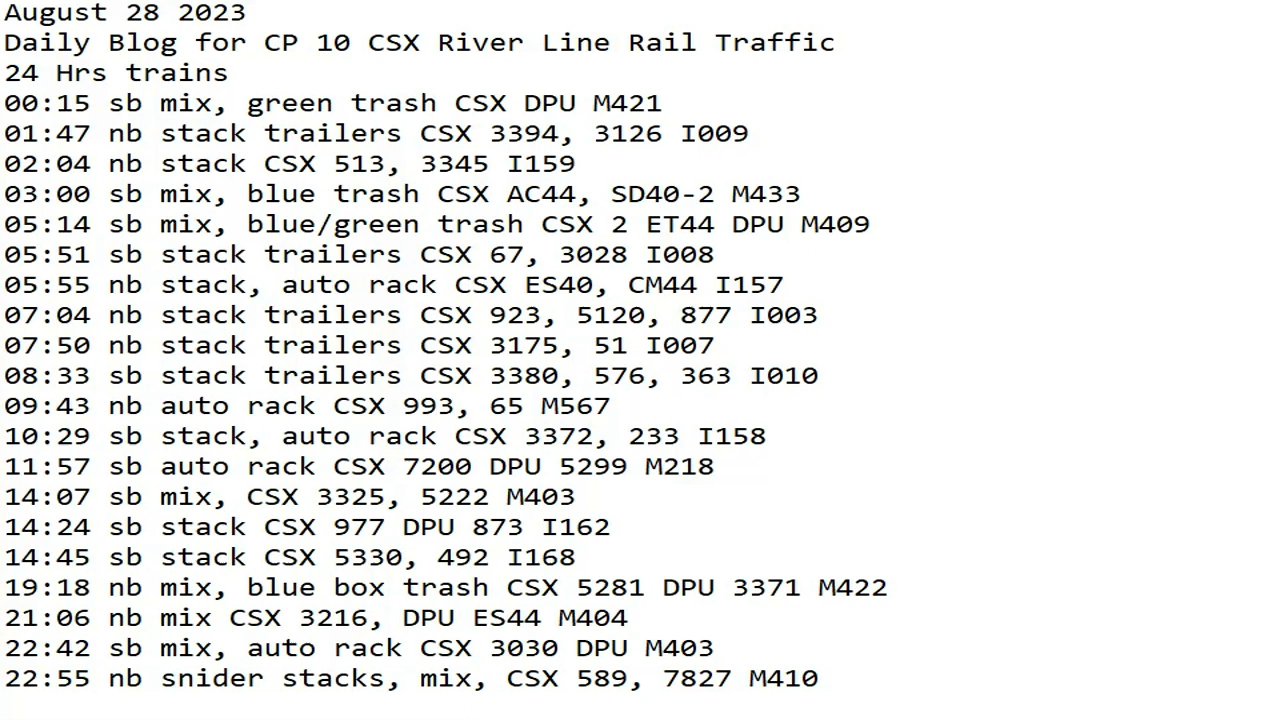 August 28 2023
Daily Blog for CP 10 CSX River Line Rail Traffic
24 Hrs trains
00:15 sb mix, green trash CSX DPU M421
01:47 nb stack trailers CSX 3394, 3126 I009
02:04 nb stack CSX 513, 3345 I159
03:00 sb mix, blue trash CSX AC44, SD40-2 M433
05:14 sb mix, blue/green trash CSX 2 ET44 DPU M409
05:51 sb stack trailers CSX 67, 3028 I008
05:55 nb stack, auto rack CSX ES40, CM44 I157
07:04 nb stack trailers CSX 923, 5120, 877 I003
07:50 nb stack trailers CSX 3175, 51 I007
08:33 sb stack trailers CSX 3380, 576, 363 I010
09:43 nb auto rack CSX 993, 65 M567
10:29 sb stack, auto rack CSX 3372, 233 I158
11:57 sb auto rack CSX 7200 DPU 5299 M218
14:07 sb mix, CSX 3325, 5222 M403
14:24 sb stack CSX 977 DPU 873 I162
14:45 sb stack CSX 5330, 492 I168
19:18 nb mix, blue box trash CSX 5281 DPU 3371 M422
21:06 nb mix CSX 3216, DPU ES44 M404
22:42 sb mix, auto rack CSX 3030 DPU M403
22:55 nb snider stacks, mix, CSX 589, 7827 M410